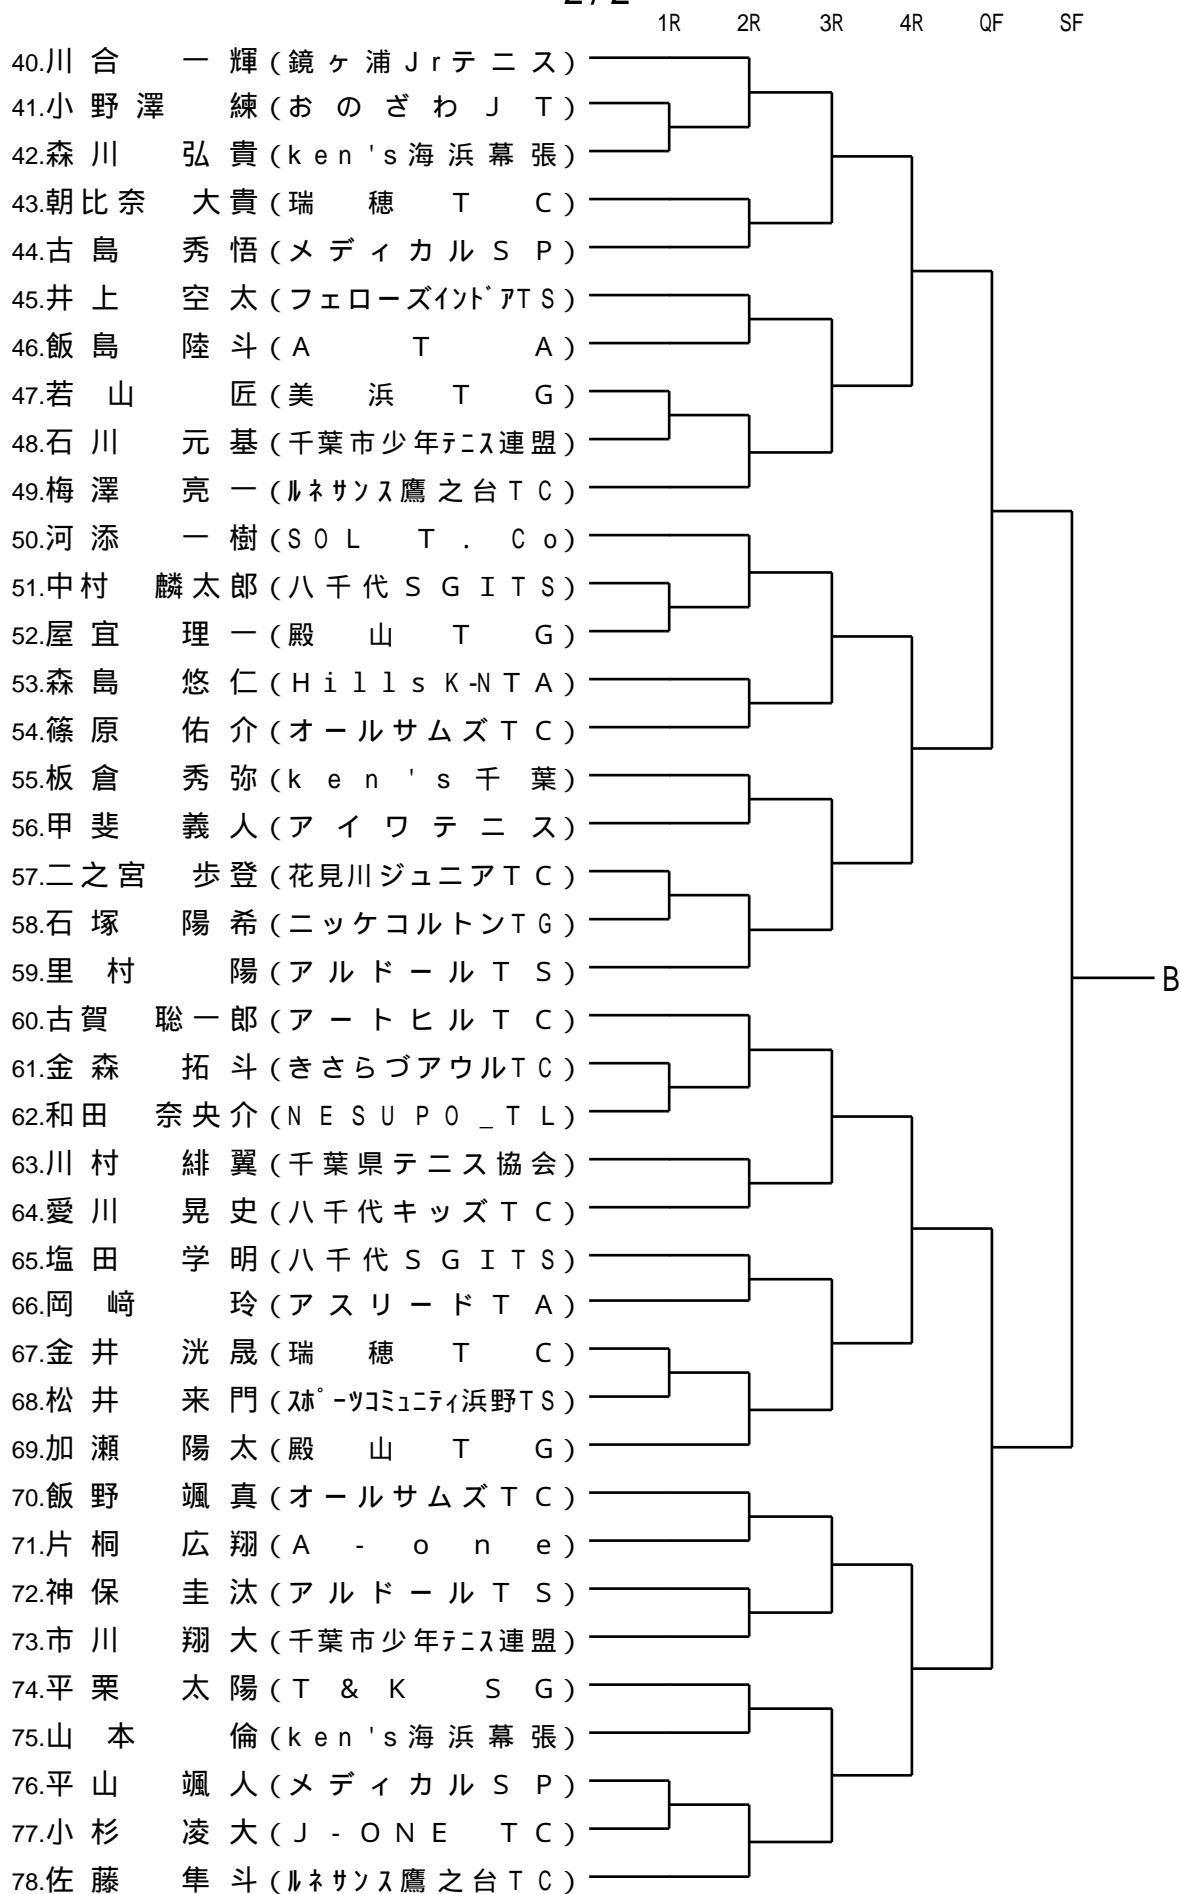 1R 2R 3R 4R QF SF
40.川合 一輝(鏡ヶ浦Jrテニス)
41.小野澤 練(おのざわJT)
42.森川 弘貴(ken's海浜幕張)
43.朝比奈 大貴(瑞穂TC)
44.古島 秀悟(メディカルSP)
45.井上 空太(フェローズインドアTS)
46.飯島 陸斗(ATA)
47.若山 匠(美浜TG)
48.石川 元基(千葉市少年テニス連盟)
49.梅澤 亮一(ルネサンス鷹之台TC)
50.河添 一樹(SOL T.Co)
51.中村 麟太郎(八千代SGITS)
52.屋宜 理一(殿山TG)
53.森島 悠仁(HillsK-NTA)
54.篠原 佑介(オールサムズTC)
55.板倉 秀弥(ken's千葉)
56.甲斐 義人(アイワテニス)
57.二之宮 歩登(花見川ジュニアTC)
58.石塚 陽希(ニッケコルトンTG)
59.里村 陽(アルドールTS)
B
60.古賀 聡一郎(アートヒルTC)
61.金森 拓斗(きさらづアウルTC)
62.和田 奈央介(NESUPO_TL)
63.川村 緋翼(千葉県テニス協会)
64.愛川 晃史(八千代キッズTC)
65.塩田 学明(八千代SGITS)
66.岡﨑 玲(アスリードTA)
67.金井 洸晟(瑞穂TC)
68.松井 来門(スポーツコミュニティ浜野TS)
69.加瀬 陽太(殿山TG)
70.飯野 颯真(オールサムズTC)
71.片桐 広翔(A-one)
72.神保 圭汰(アルドールTS)
73.市川 翔大(千葉市少年テニス連盟)
74.平栗 太陽(T&K SG)
75.山本 倫(ken's海浜幕張)
76.平山 颯人(メディカルSP)
77.小杉 凌大(J-ONE TC)
78.佐藤 隼斗(ルネサンス鷹之台TC)